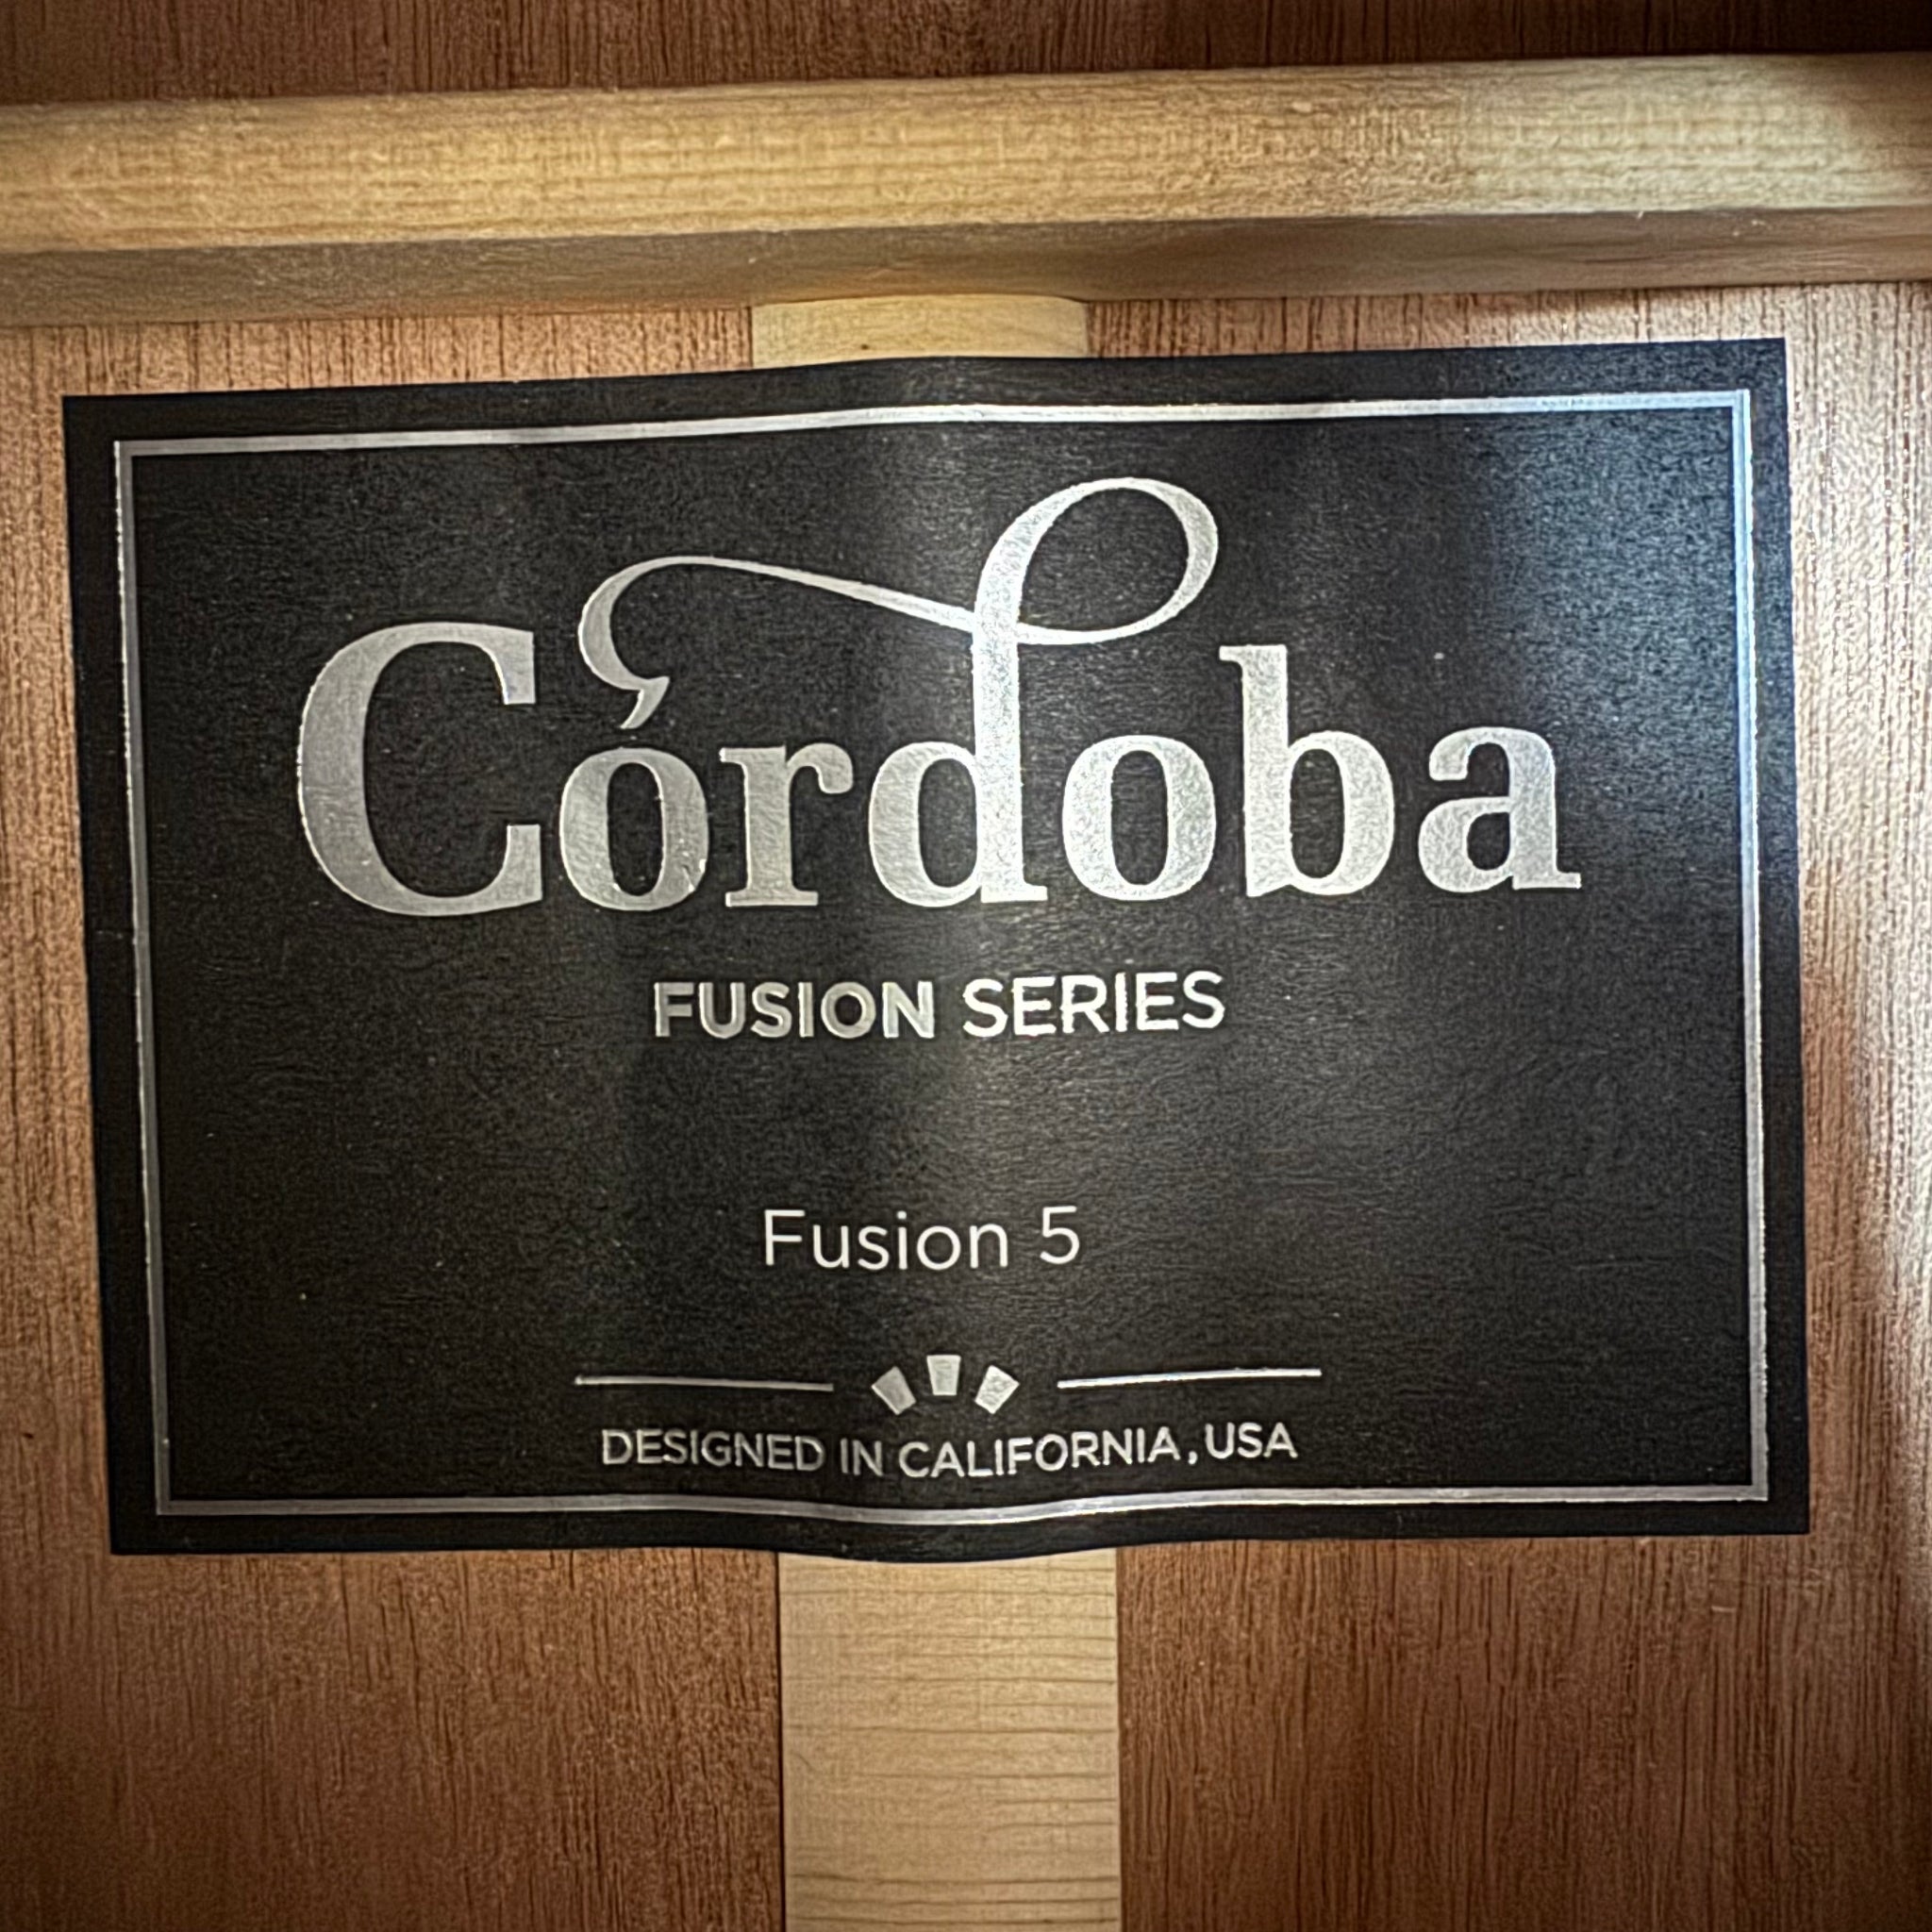 Córdoba
FUSION SERIES
Fusion 5
DESIGNED IN CALIFORNIA, USA